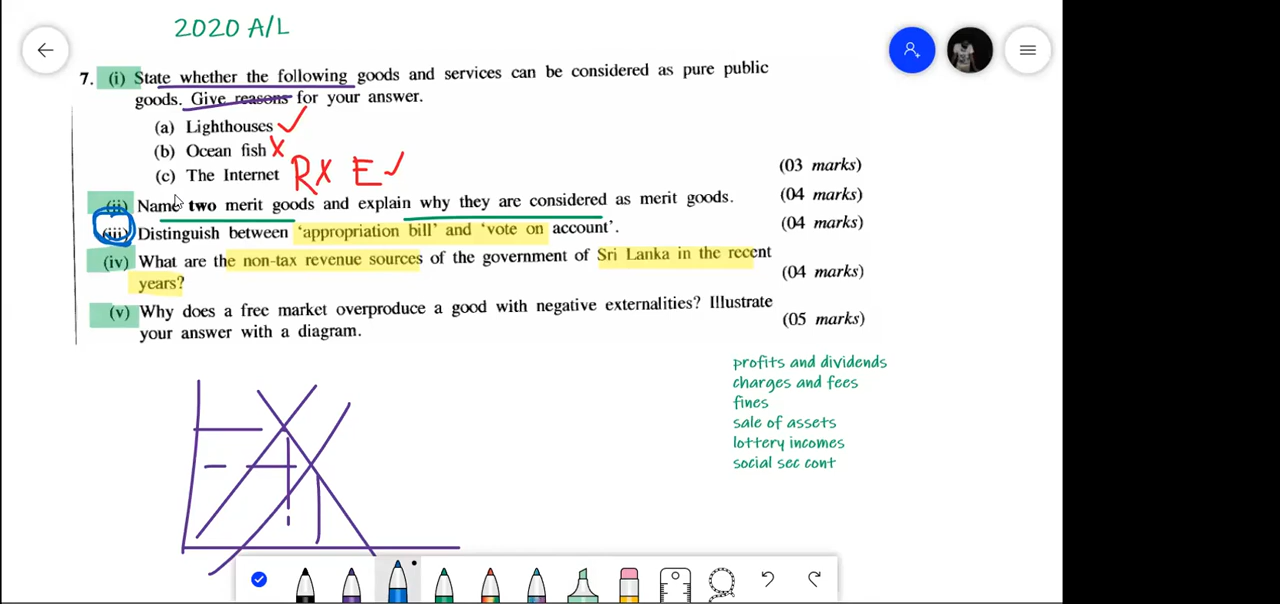 2020 A/L
7. (i) State whether the following goods and services can be considered as pure public
goods. Give reasons for your answer.
(a) Lighthouses
(b) Ocean fish X
(c) The Internet RX E
(03 marks)
(ii) Name two merit goods and explain why they are considered as merit goods.
(04 marks)
(iii) Distinguish between 'appropriation bill' and 'vote on account'.
(04 marks)
(iv) What are the non-tax revenue sources of the government of Sri Lanka in the recent
years?
(04 marks)
(v) Why does a free market overproduce a good with negative externalities? Illustrate
your answer with a diagram.
(05 marks)
profits and dividends
charges and fees
fines
sale of assets
lottery incomes
social sec cont